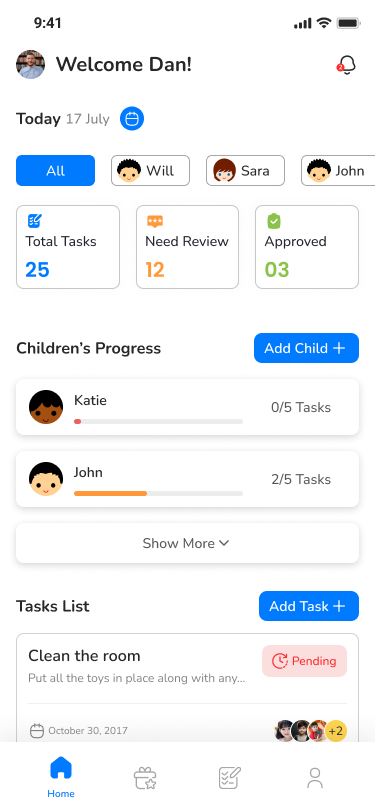 9:41
Welcome Dan!
2
Today 17 July
All
Will
Sara
John
Total Tasks
25
Need Review
12
Approved
03
Children's Progress
Add Child +
Katie
0/5 Tasks
John
2/5 Tasks
Show More
Tasks List
Add Task +
Clean the room
Pending
Put all the toys in place along with any...
October 30, 2017
+2
Home